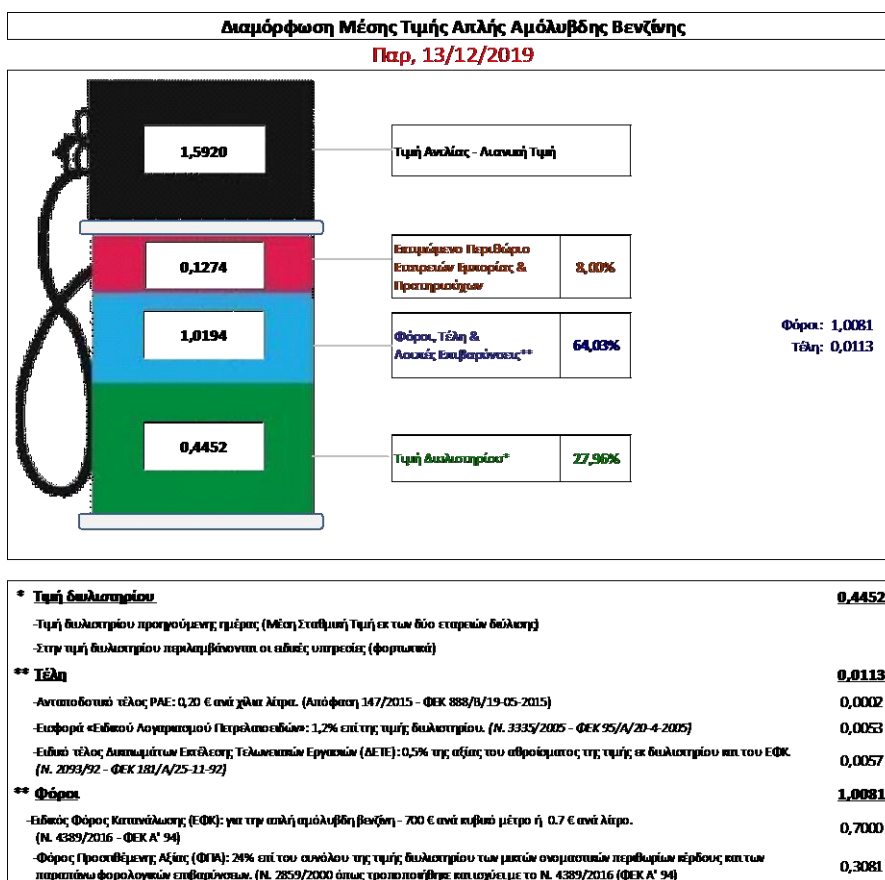 Διαμόρφωση Μέσης Τιμής Απλής Αμόλυβδης Βενζίνης
Παρ, 13/12/2019
1,5920
Τιμή Αντλίας - Λιανική Τιμή
0,1274
Εκτιμώμενο Περιθώριο
Εταιρειών Εμπορίας &
Πρατηριούχων
8,00%
1,0194
Φόροι, Τέλη &
Λοιπές Επιβαρύνσεις**
64,03%
Φόροι: 1,0081
Τέλη: 0,0113
0,4452
Τιμή Διυλιστηρίου*
27,96%
* Τιμή διυλιστηρίου 0,4452
-Τιμή διυλιστηρίου προηγούμενης ημέρας (Μέση Σταθμική Τιμή εκ των δύο εταρειών διύλισης)
-Στην τιμή διυλιστηρίου περιλαμβάνονται οι ειδικές υπηρεσίες (φορτωτικά)
** Τέλη 0,0113
-Ανταποδοτικό τέλος ΡΑΕ: 0,20 € ανά χίλια λίτρα. (Απόφαση 147/2015 - ΦΕΚ 888/Β/19-05-2015) 0,0002
-Εισφορά «Ειδικού Λογαριασμού Πετρελαιοειδών»: 1,2% επί της τιμής διυλιστηρίου. (Ν. 3335/2005 - ΦΕΚ 95/Α/20-4-2005) 0,0053
-Ειδικό τέλος Δικαιωμάτων Εκτέλεσης Τελωνειακών Εργασιών (ΔΕΤΕ): 0,5% της αξίας του αθροίσματος της τιμής εκ διυλιστηρίου και του ΕΦΚ.
(Ν. 2093/92 - ΦΕΚ 181/Α/25-11-92) 0,0057
** Φόροι 1,0081
-Ειδικός Φόρος Κατανάλωσης (ΕΦΚ): για την απλή αμόλυβδη βενζίνη - 700 € ανά κυβικό μέτρο ή 0.7 € ανά λίτρο.
(Ν. 4389/2016 - ΦΕΚ Α' 94) 0,7000
-Φόρος Προστιθέμενης Αξίας (ΦΠΑ): 24% επί του συνόλου της τιμής διυλιστηρίου των μικτών ονομαστικών περιθωρίων κέρδους και των
παραπάνω φορολογικών επιβαρύνσεων. (Ν. 2859/2000 όπως τροποποιήθηκε και ισχύει με το Ν. 4389/2016 (ΦΕΚ Α' 94) 0,3081